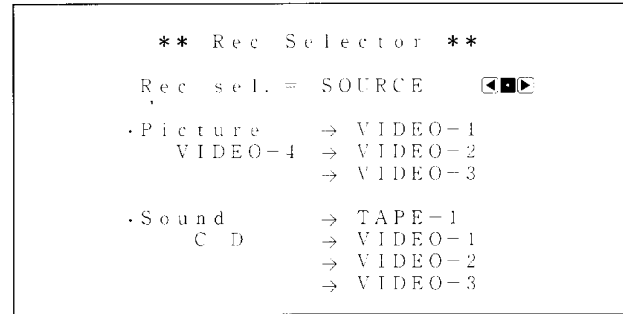 ** Rec Selector **
Rec sel. = SOURCE ◀▪▶
·Picture → VIDEO-1
VIDEO-4 → VIDEO-2
→ VIDEO-3
·Sound → TAPE-1
CD → VIDEO-1
→ VIDEO-2
→ VIDEO-3